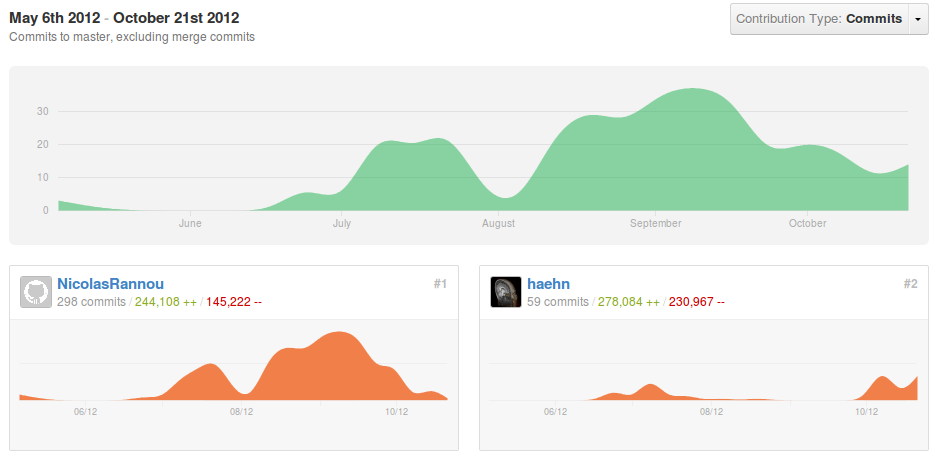 May 6th 2012 - October 21st 2012
Commits to master, excluding merge commits
Contribution Type: Commits
30
20
10
0
June July August September October
NicolasRannou #1
298 commits / 244,108 ++ / 145,222 --
06/12 08/12 10/12
haehn #2
59 commits / 278,084 ++ / 230,967 --
06/12 08/12 10/12